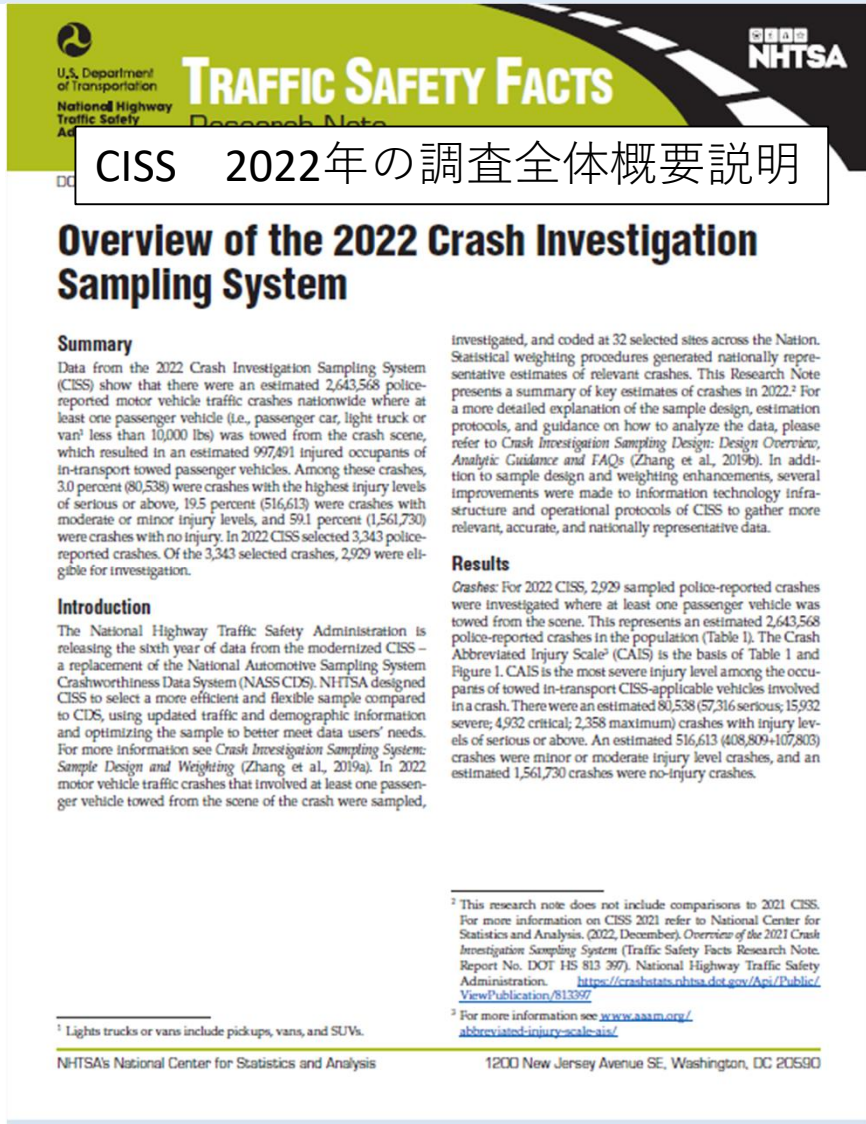 U.S. Department
of Transportation
National Highway
Traffic Safety
Ad
TRAFFIC SAFETY FACTS
Research Note
NHTSA
CISS 2022年の調査全体概要説明
DO
Overview of the 2022 Crash Investigation
Sampling System
Summary
Data from the 2022 Crash Investigation Sampling System
(CISS) show that there were an estimated 2,643,568 police-
reported motor vehicle traffic crashes nationwide where at
least one passenger vehicle (i.e., passenger car, light truck or
van¹ less than 10,000 lbs) was towed from the crash scene,
which resulted in an estimated 997,491 injured occupants of
in-transport towed passenger vehicles. Among these crashes,
3.0 percent (80,538) were crashes with the highest injury levels
of serious or above, 19.5 percent (516,613) were crashes with
moderate or minor injury levels, and 59.1 percent (1,561,730)
were crashes with no injury. In 2022 CISS selected 3,343 police-
reported crashes. Of the 3,343 selected crashes, 2,929 were eli-
gible for investigation.
Introduction
The National Highway Traffic Safety Administration is
releasing the sixth year of data from the modernized CISS –
a replacement of the National Automotive Sampling System
Crashworthiness Data System (NASS CDS). NHTSA designed
CISS to select a more efficient and flexible sample compared
to CDS, using updated traffic and demographic information
and optimizing the sample to better meet data users' needs.
For more information see Crash Investigation Sampling System:
Sample Design and Weighting (Zhang et al., 2019a). In 2022
motor vehicle traffic crashes that involved at least one passen-
ger vehicle towed from the scene of the crash were sampled,
investigated, and coded at 32 selected sites across the Nation.
Statistical weighting procedures generated nationally repre-
sentative estimates of relevant crashes. This Research Note
presents a summary of key estimates of crashes in 2022.² For
a more detailed explanation of the sample design, estimation
protocols, and guidance on how to analyze the data, please
refer to Crash Investigation Sampling Design: Design Overview,
Analytic Guidance and FAQs (Zhang et al., 2019b). In addi-
tion to sample design and weighting enhancements, several
improvements were made to information technology infra-
structure and operational protocols of CISS to gather more
relevant, accurate, and nationally representative data.
Results
Crashes: For 2022 CISS, 2,929 sampled police-reported crashes
were investigated where at least one passenger vehicle was
towed from the scene. This represents an estimated 2,643,568
police-reported crashes in the population (Table 1). The Crash
Abbreviated Injury Scale³ (CAIS) is the basis of Table 1 and
Figure 1. CAIS is the most severe injury level among the occu-
pants of towed in-transport CISS-applicable vehicles involved
in a crash. There were an estimated 80,538 (57,316 serious; 15,932
severe; 4,932 critical; 2,358 maximum) crashes with injury lev-
els of serious or above. An estimated 516,613 (408,809+107,803)
crashes were minor or moderate injury level crashes, and an
estimated 1,561,730 crashes were no-injury crashes.
¹ Lights trucks or vans include pickups, vans, and SUVs.
² This research note does not include comparisons to 2021 CISS.
For more information on CISS 2021 refer to National Center for
Statistics and Analysis. (2022, December). Overview of the 2021 Crash
Investigation Sampling System (Traffic Safety Facts Research Note.
Report No. DOT HS 813 397). National Highway Traffic Safety
Administration. https://crashstats.nhtsa.dot.gov/Api/Public/
ViewPublication/813397
³ For more information see www.aaam.org/
abbreviated-injury-scale-ais/
NHTSA's National Center for Statistics and Analysis
1200 New Jersey Avenue SE, Washington, DC 20590